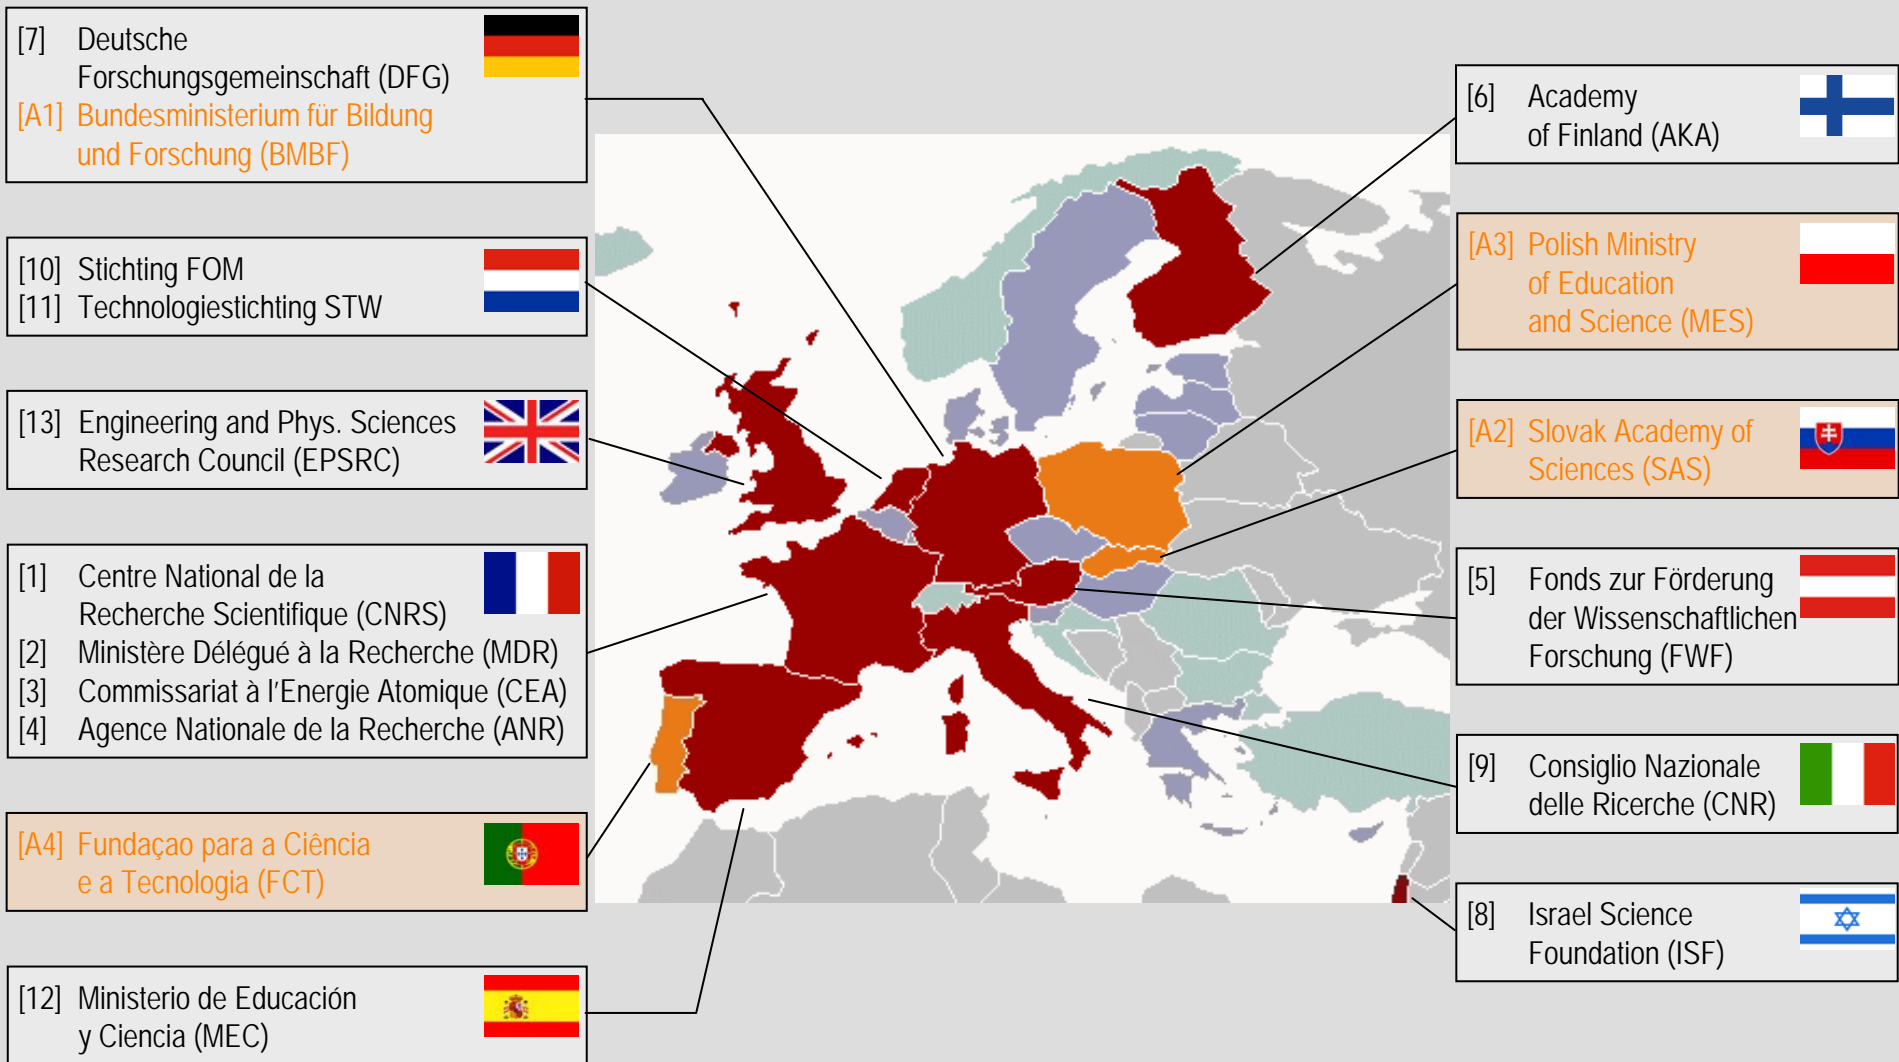 [7] Deutsche
Forschungsgemeinschaft (DFG)
[A1] Bundesministerium für Bildung
und Forschung (BMBF)
[10] Stichting FOM
[11] Technologiestichting STW
[13] Engineering and Phys. Sciences
Research Council (EPSRC)
[1] Centre National de la
Recherche Scientifique (CNRS)
[2] Ministère Délégué à la Recherche (MDR)
[3] Commissariat à l'Energie Atomique (CEA)
[4] Agence Nationale de la Recherche (ANR)
[A4] Fundaçao para a Ciência
e a Tecnologia (FCT)
[12] Ministerio de Educación
y Ciencia (MEC)
[6] Academy
of Finland (AKA)
[A3] Polish Ministry
of Education
and Science (MES)
[A2] Slovak Academy of
Sciences (SAS)
[5] Fonds zur Förderung
der Wissenschaftlichen
Forschung (FWF)
[9] Consiglio Nazionale
delle Ricerche (CNR)
[8] Israel Science
Foundation (ISF)